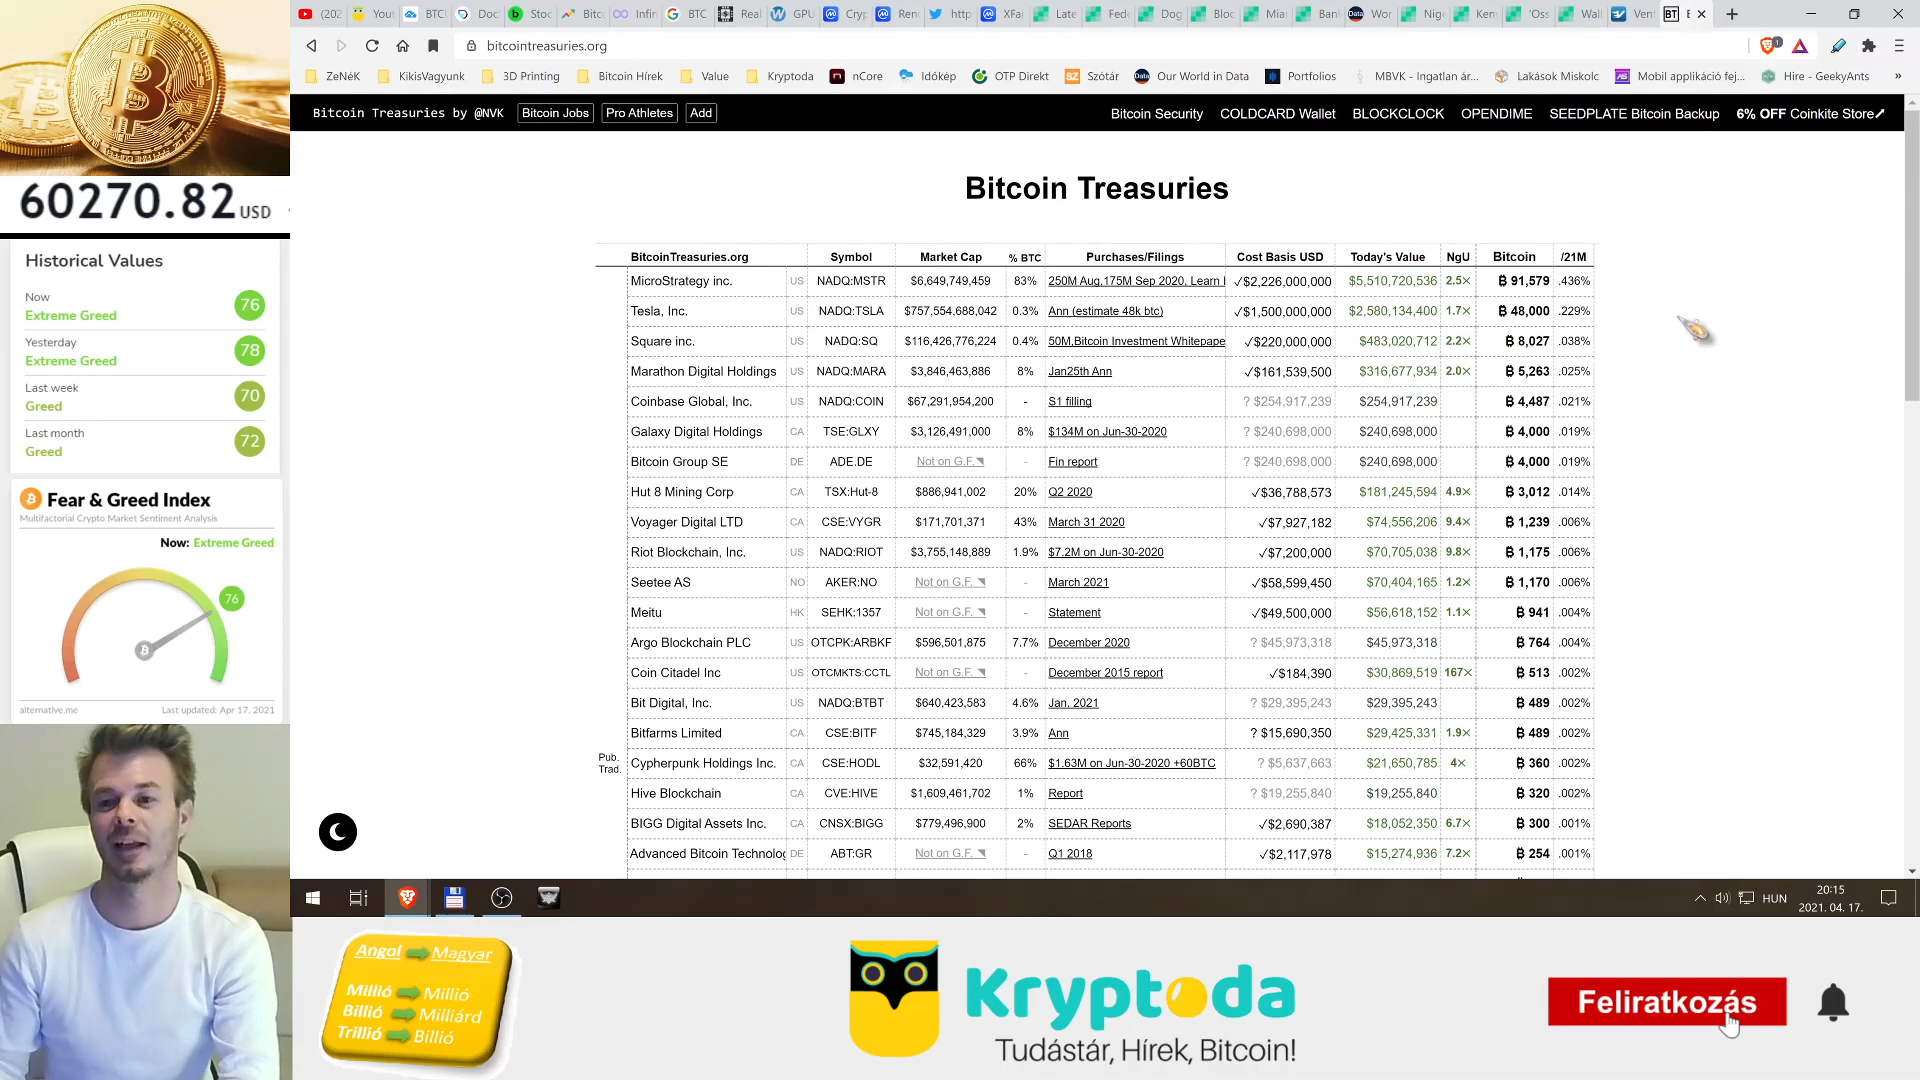 60270.82 USD
Historical Values
Now
Extreme Greed
76
Yesterday
Extreme Greed
78
Last week
Greed
70
Last month
Greed
72
Fear & Greed Index
Multifactorial Crypto Market Sentiment Analysis
Now: Extreme Greed
76
alternative.me Last updated: Apr 17, 2021
bitcointreasuries.org
ZeNéK KikisVagyunk 3D Printing Bitcoin Hírek Value Kryptoda nCore Időkép OTP Direkt Szótár Our World in Data Portfolios MBVK - Ingatlan ár... Lakások Miskolc Mobil applikáció fej... Hire - GeekyAnts »
Bitcoin Treasuries by @NVK Bitcoin Jobs Pro Athletes Add Bitcoin Security COLDCARD Wallet BLOCKCLOCK OPENDIME SEEDPLATE Bitcoin Backup 6% OFF Coinkite Store
Bitcoin Treasuries
BitcoinTreasuries.org Symbol Market Cap % BTC Purchases/Filings Cost Basis USD Today's Value NgU Bitcoin /21M
MicroStrategy inc. US NADQ:MSTR $6,649,749,459 83% 250M Aug,175M Sep 2020, Learn ✓$2,226,000,000 $5,510,720,536 2.5× ₿ 91,579 .436%
Tesla, Inc. US NADQ:TSLA $757,554,688,042 0.3% Ann (estimate 48k btc) ✓$1,500,000,000 $2,580,134,400 1.7× ₿ 48,000 .229%
Square inc. US NADQ:SQ $116,426,776,224 0.4% 50M,Bitcoin Investment Whitepape ✓$220,000,000 $483,020,712 2.2× ₿ 8,027 .038%
Marathon Digital Holdings US NADQ:MARA $3,846,463,886 8% Jan25th Ann ✓$161,539,500 $316,677,934 2.0× ₿ 5,263 .025%
Coinbase Global, Inc. US NADQ:COIN $67,291,954,200 - S1 filling ? $254,917,239 $254,917,239 ₿ 4,487 .021%
Galaxy Digital Holdings CA TSE:GLXY $3,126,491,000 8% $134M on Jun-30-2020 ? $240,698,000 $240,698,000 ₿ 4,000 .019%
Bitcoin Group SE DE ADE.DE Not on G.F. - Fin report ? $240,698,000 $240,698,000 ₿ 4,000 .019%
Hut 8 Mining Corp CA TSX:Hut-8 $886,941,002 20% Q2 2020 ✓$36,788,573 $181,245,594 4.9× ₿ 3,012 .014%
Voyager Digital LTD CA CSE:VYGR $171,701,371 43% March 31 2020 ✓$7,927,182 $74,556,206 9.4× ₿ 1,239 .006%
Riot Blockchain, Inc. US NADQ:RIOT $3,755,148,889 1.9% $7.2M on Jun-30-2020 ✓$7,200,000 $70,705,038 9.8× ₿ 1,175 .006%
Seetee AS NO AKER:NO Not on G.F. - March 2021 ✓$58,599,450 $70,404,165 1.2× ₿ 1,170 .006%
Meitu HK SEHK:1357 Not on G.F. - Statement ✓$49,500,000 $56,618,152 1.1× ₿ 941 .004%
Argo Blockchain PLC US OTCPK:ARBKF $596,501,875 7.7% December 2020 ? $45,973,318 $45,973,318 ₿ 764 .004%
Coin Citadel Inc US OTCMKTS:CCTL Not on G.F. - December 2015 report ✓$184,390 $30,869,519 167× ₿ 513 .002%
Bit Digital, Inc. US NADQ:BTBT $640,423,583 4.6% Jan. 2021 ? $29,395,243 $29,395,243 ₿ 489 .002%
Bitfarms Limited CA CSE:BITF $745,184,329 3.9% Ann ? $15,690,350 $29,425,331 1.9× ₿ 489 .002%
Pub. Trad.
Cypherpunk Holdings Inc. CA CSE:HODL $32,591,420 66% $1.63M on Jun-30-2020 +60BTC ? $5,637,663 $21,650,785 4× ₿ 360 .002%
Hive Blockchain CA CVE:HIVE $1,609,461,702 1% Report ? $19,255,840 $19,255,840 ₿ 320 .002%
BIGG Digital Assets Inc. CA CNSX:BIGG $779,496,900 2% SEDAR Reports ✓$2,690,387 $18,052,350 6.7× ₿ 300 .001%
Advanced Bitcoin Technolog DE ABT:GR Not on G.F. - Q1 2018 ✓$2,117,978 $15,274,936 7.2× ₿ 254 .001%
HUN 20:15
2021. 04. 17.
Angol Magyar
Millió Millió
Billió Milliárd
Trillió Billió
Kryptoda
Tudástár, Hírek, Bitcoin!
Feliratkozás